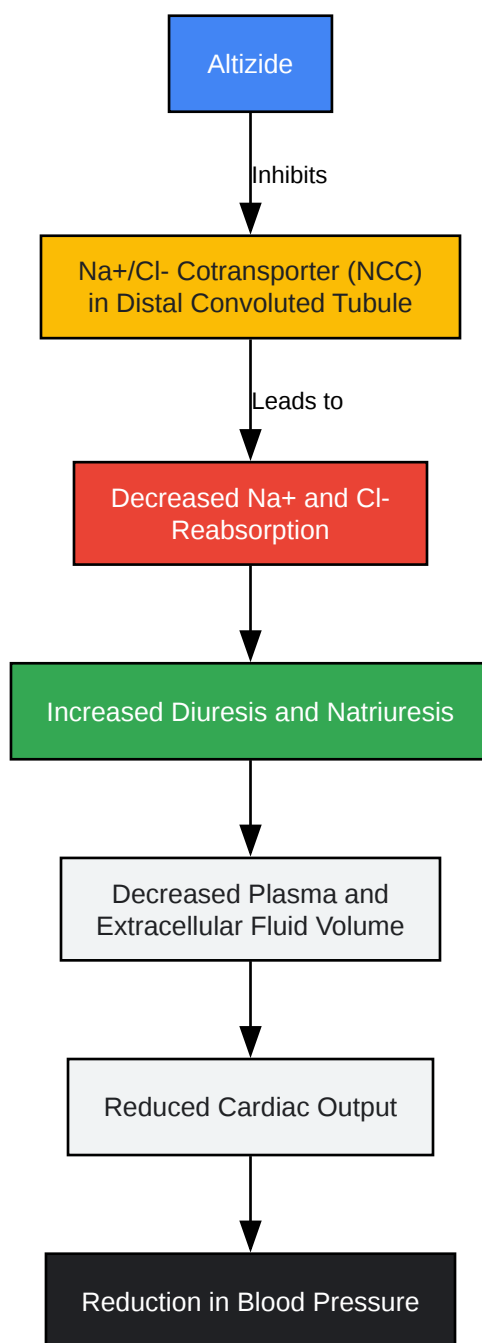 Altizide
Inhibits
Na+/Cl- Cotransporter (NCC)
in Distal Convoluted Tubule
Leads to
Decreased Na+ and Cl-
Reabsorption
Increased Diuresis and Natriuresis
Decreased Plasma and
Extracellular Fluid Volume
Reduced Cardiac Output
Reduction in Blood Pressure